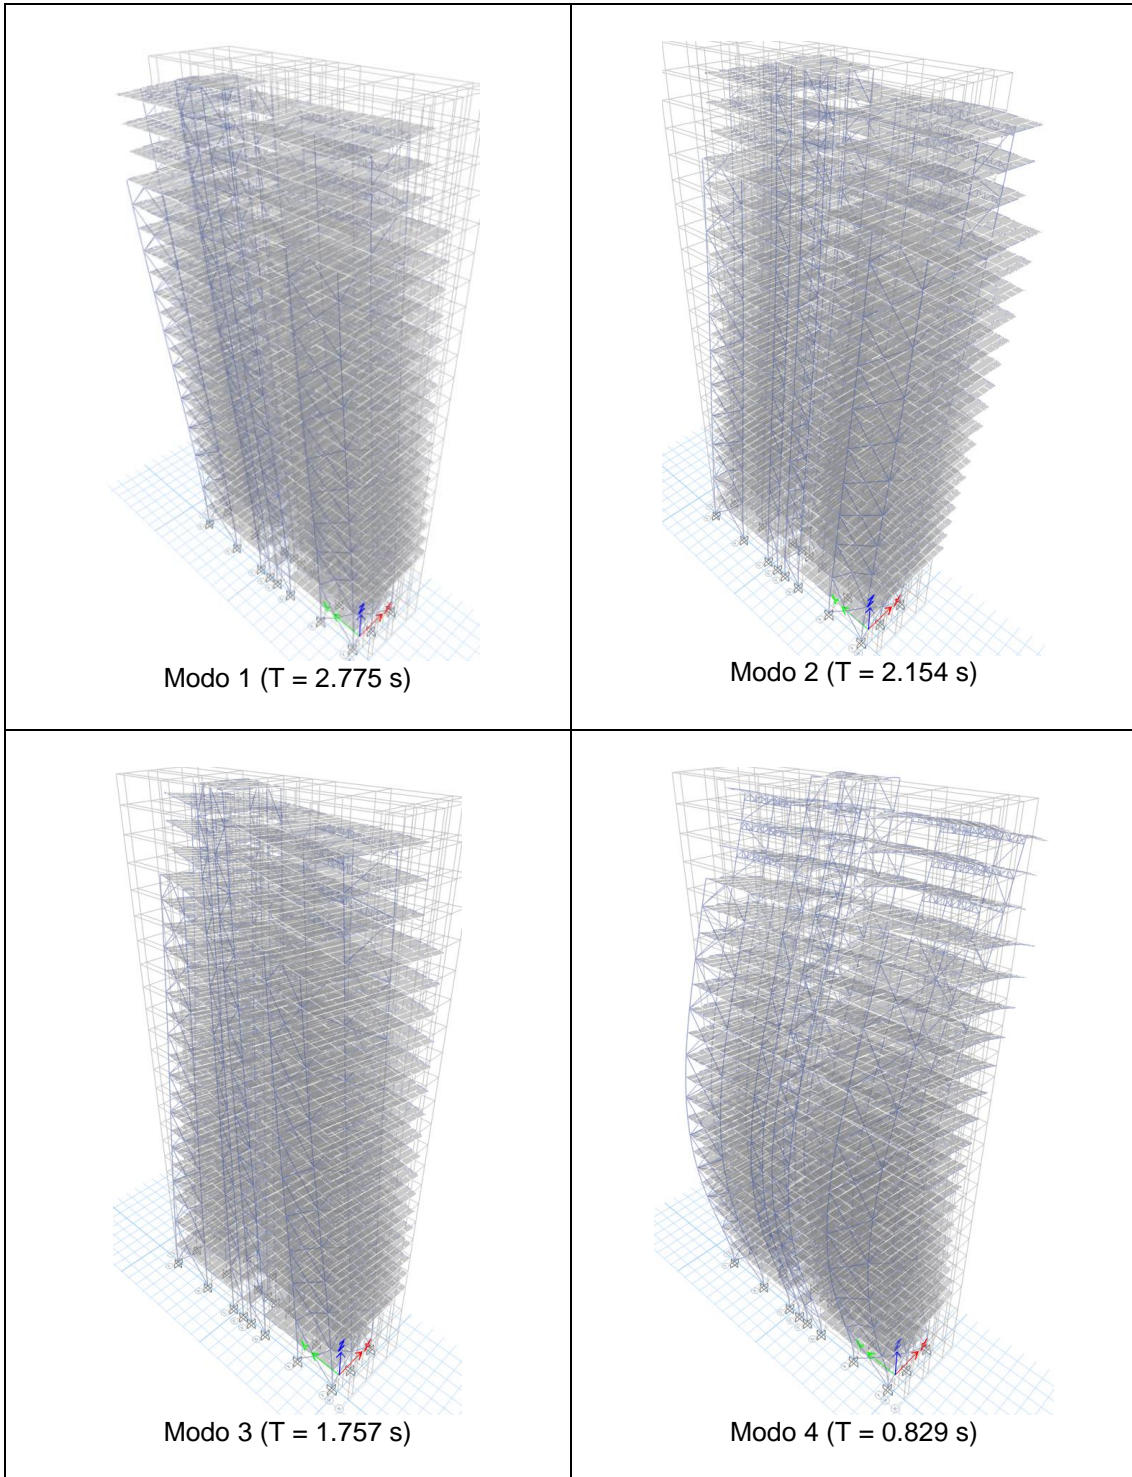 Modo 1 (T = 2.775 s)
Modo 2 (T = 2.154 s)
Modo 3 (T = 1.757 s)
Modo 4 (T = 0.829 s)